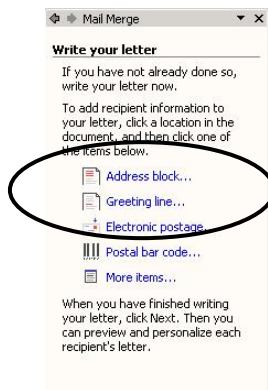 Mail Merge
Write your letter
If you have not already done so,
write your letter now.
To add recipient information to
your letter, click a location in the
document, and then click one of
the items below.
Address block...
Greeting line...
Electronic postage...
Postal bar code...
More items...
When you have finished writing
your letter, click Next. Then you
can preview and personalize each
recipient's letter.